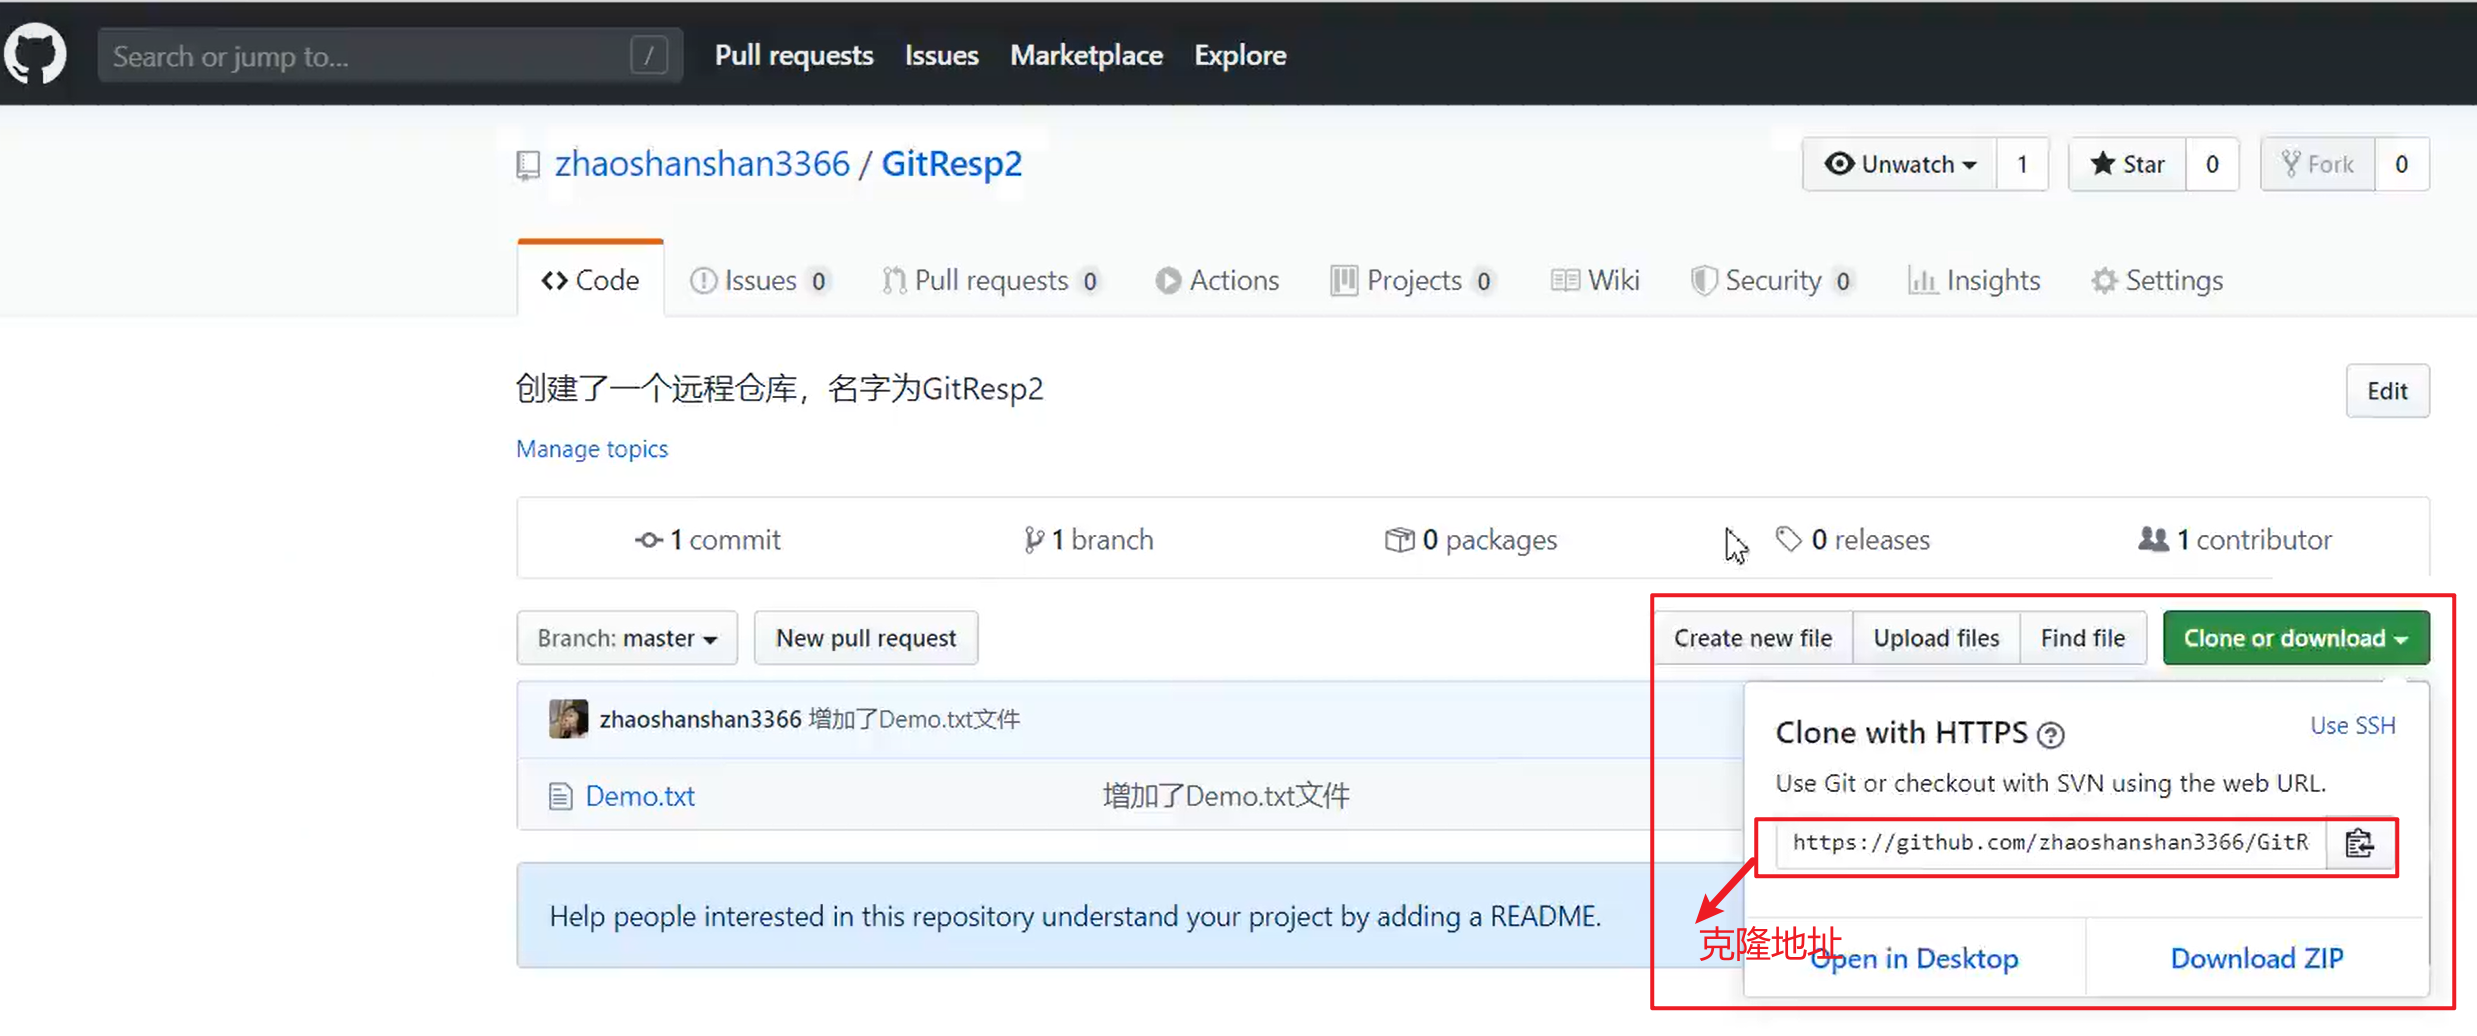 Search or jump to... /
Pull requests Issues Marketplace Explore
zhaoshanshan3366 / GitResp2
Unwatch 1 Star 0 Fork 0
Code Issues 0 Pull requests 0 Actions Projects 0 Wiki Security 0 Insights Settings
创建了一个远程仓库，名字为GitResp2
Edit
Manage topics
1 commit 1 branch 0 packages 0 releases 1 contributor
Branch: master New pull request Create new file Upload files Find file Clone or download
zhaoshanshan3366 增加了Demo.txt文件
Demo.txt 增加了Demo.txt文件
Help people interested in this repository understand your project by adding a README.
Clone with HTTPS ? Use SSH
Use Git or checkout with SVN using the web URL.
https://github.com/zhaoshanshan3366/GitR
克隆地址
Open in Desktop Download ZIP